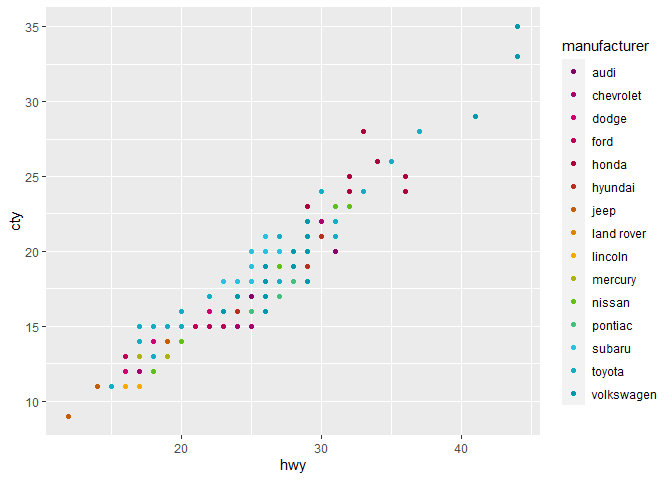 35
30
25
20
15
10
cty
20
30
40
hwy
manufacturer
audi
chevrolet
dodge
ford
honda
hyundai
jeep
land rover
lincoln
mercury
nissan
pontiac
subaru
toyota
volkswagen